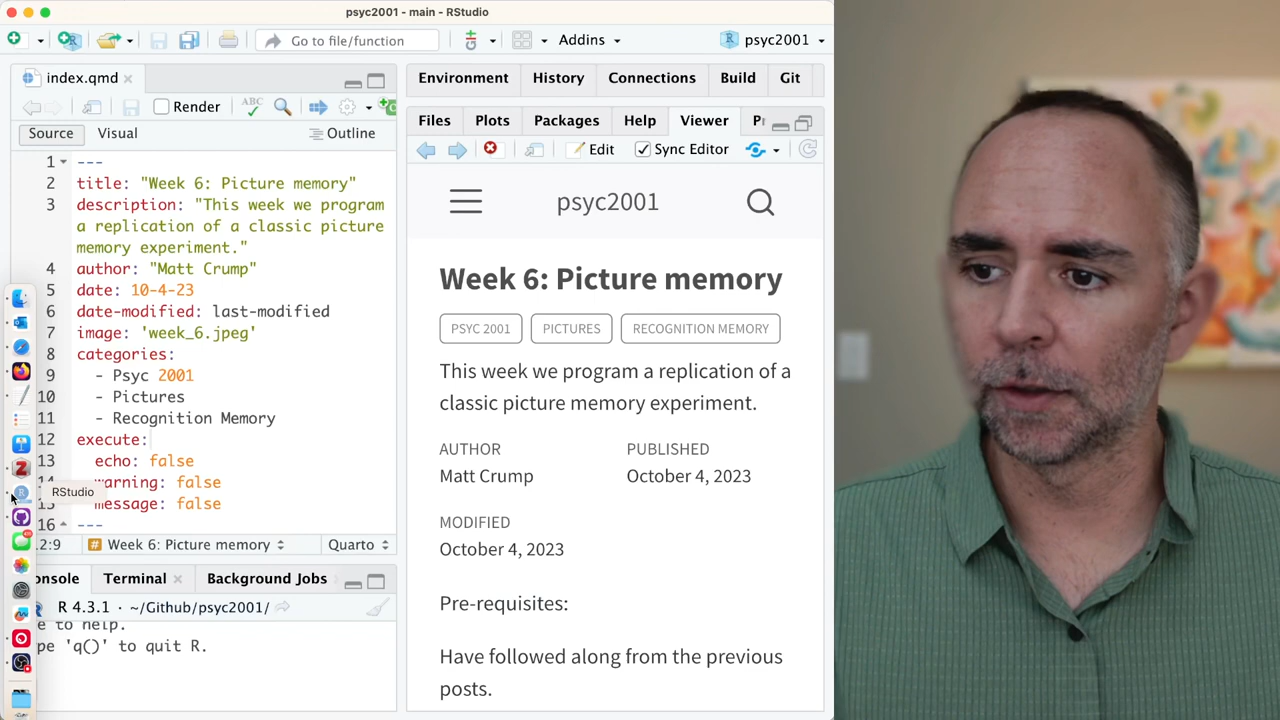 psyc2001 - main - RStudio
Go to file/function
Addins
psyc2001
index.qmd
Render
ABC
Source
Visual
Outline
1 ---
2 title: "Week 6: Picture memory"
3 description: "This week we program
a replication of a classic picture
memory experiment."
4 author: "Matt Crump"
5 date: 10-4-23
6 date-modified: last-modified
7 image: 'week_6.jpeg'
8 categories:
9 - Psyc 2001
10 - Pictures
11 - Recognition Memory
12 execute:
13 echo: false
14 warning: false
15 message: false
16 ---
RStudio
2:9
Week 6: Picture memory
Quarto
onsole
Terminal
Background Jobs
R 4.3.1 · ~/Github/psyc2001/
e to help.
pe 'q()' to quit R.
Environment
History
Connections
Build
Git
Files
Plots
Packages
Help
Viewer
Pr
Edit
Sync Editor
psyc2001
Week 6: Picture memory
PSYC 2001
PICTURES
RECOGNITION MEMORY
This week we program a replication of a
classic picture memory experiment.
AUTHOR
PUBLISHED
Matt Crump
October 4, 2023
MODIFIED
October 4, 2023
Pre-requisites:
Have followed along from the previous
posts.